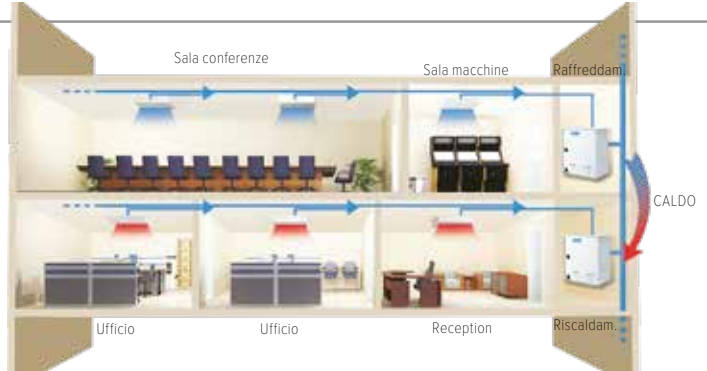 Sala conferenze
Sala macchine
Raffreddam.
CALDO
Ufficio
Ufficio
Reception
Riscaldam.